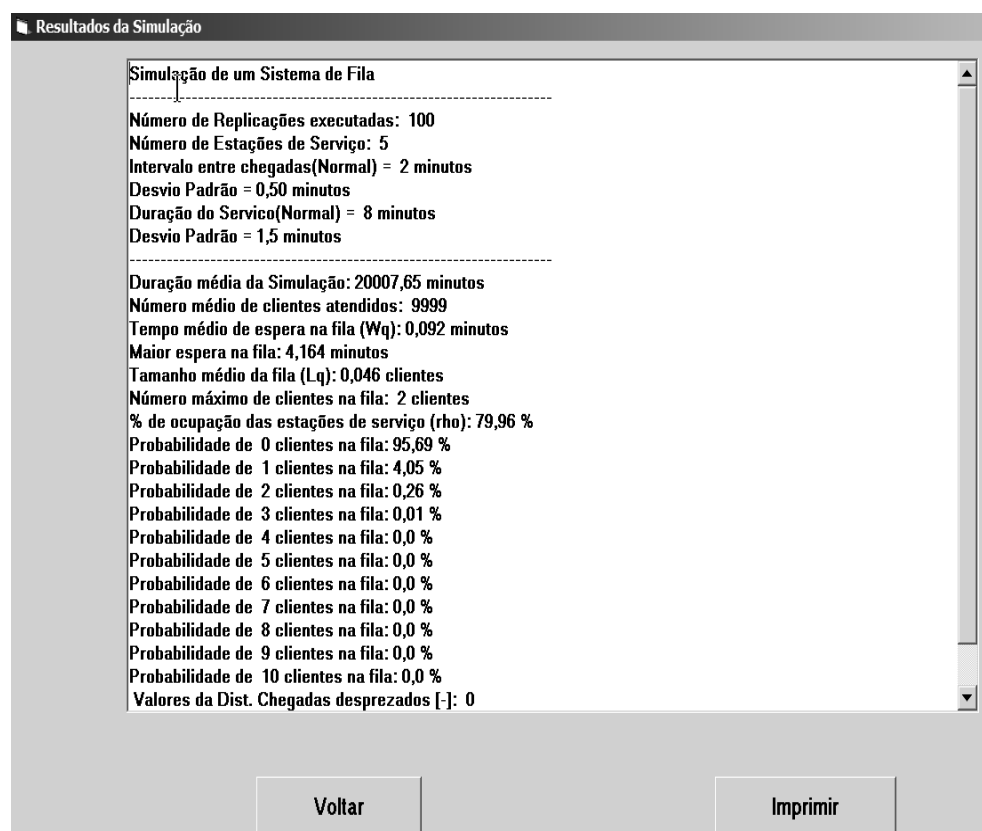 Resultados da Simulação
Simulação de um Sistema de Fila
--------------------------------------------------------------------
Número de Replicações executadas: 100
Número de Estações de Serviço: 5
Intervalo entre chegadas(Normal) = 2 minutos
Desvio Padrão = 0,50 minutos
Duração do Servico(Normal) = 8 minutos
Desvio Padrão = 1,5 minutos
--------------------------------------------------------------------
Duração média da Simulação: 20007,65 minutos
Número médio de clientes atendidos: 9999
Tempo médio de espera na fila (Wq): 0,092 minutos
Maior espera na fila: 4,164 minutos
Tamanho médio da fila (Lq): 0,046 clientes
Número máximo de clientes na fila: 2 clientes
% de ocupação das estações de serviço (rho): 79,96 %
Probabilidade de 0 clientes na fila: 95,69 %
Probabilidade de 1 clientes na fila: 4,05 %
Probabilidade de 2 clientes na fila: 0,26 %
Probabilidade de 3 clientes na fila: 0,01 %
Probabilidade de 4 clientes na fila: 0,0 %
Probabilidade de 5 clientes na fila: 0,0 %
Probabilidade de 6 clientes na fila: 0,0 %
Probabilidade de 7 clientes na fila: 0,0 %
Probabilidade de 8 clientes na fila: 0,0 %
Probabilidade de 9 clientes na fila: 0,0 %
Probabilidade de 10 clientes na fila: 0,0 %
Valores da Dist. Chegadas desprezados [-]: 0
Voltar
Imprimir